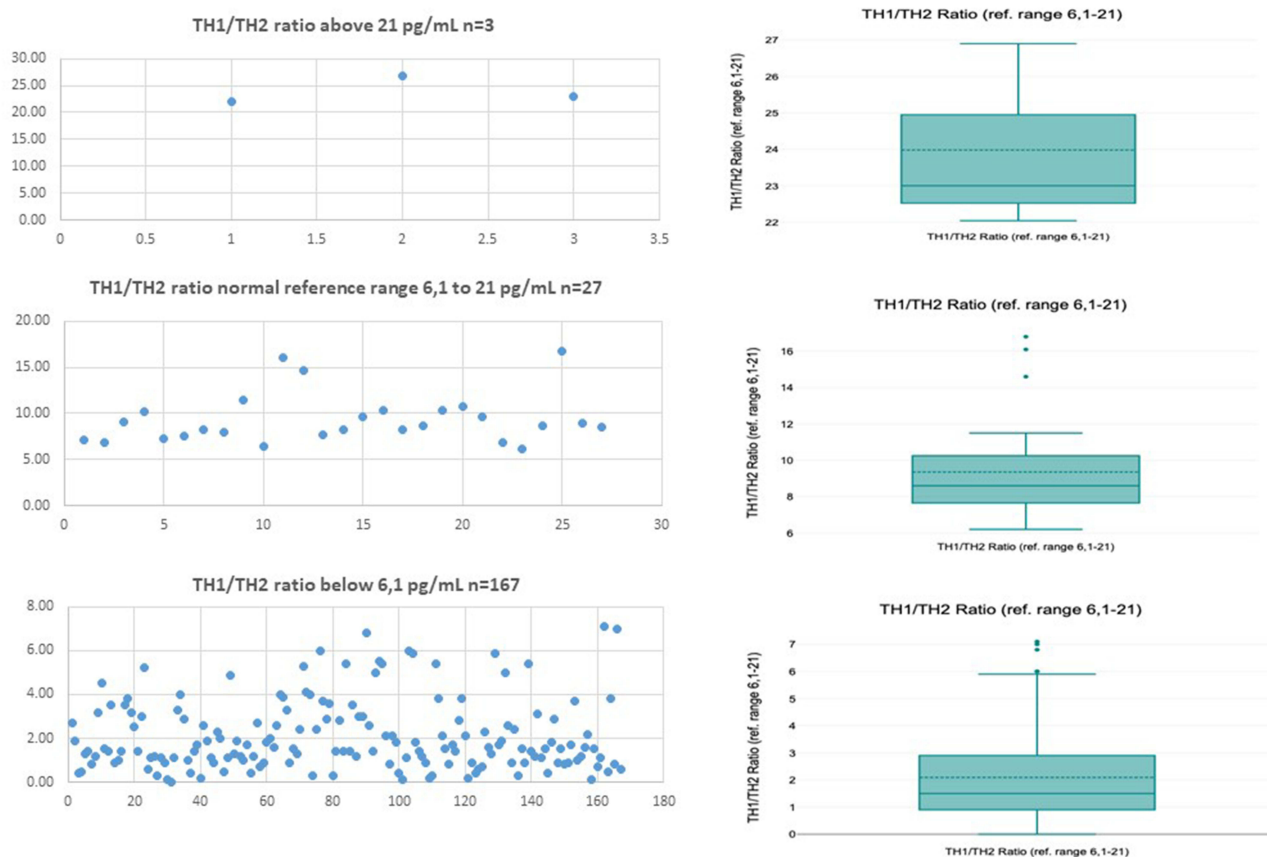 TH1/TH2 ratio above 21 pg/mL n=3
30.00
25.00
20.00
15.00
10.00
5.00
0.00
0 0.5 1 1.5 2 2.5 3 3.5
TH1/TH2 Ratio (ref. range 6,1-21)
TH1/TH2 Ratio (ref. range 6,1-21)
27
26
25
24
23
22
TH1/TH2 Ratio (ref. range 6,1-21)
TH1/TH2 ratio normal reference range 6,1 to 21 pg/mL n=27
20.00
15.00
10.00
5.00
0.00
0 5 10 15 20 25 30
TH1/TH2 Ratio (ref. range 6,1-21)
TH1/TH2 Ratio (ref. range 6,1-21)
16
14
12
10
8
6
TH1/TH2 Ratio (ref. range 6,1-21)
TH1/TH2 ratio below 6,1 pg/mL n=167
8.00
6.00
4.00
2.00
0.00
0 20 40 60 80 100 120 140 160 180
TH1/TH2 Ratio (ref. range 6,1-21)
TH1/TH2 Ratio (ref. range 6,1-21)
7
6
5
4
3
2
1
0
TH1/TH2 Ratio (ref. range 6,1-21)